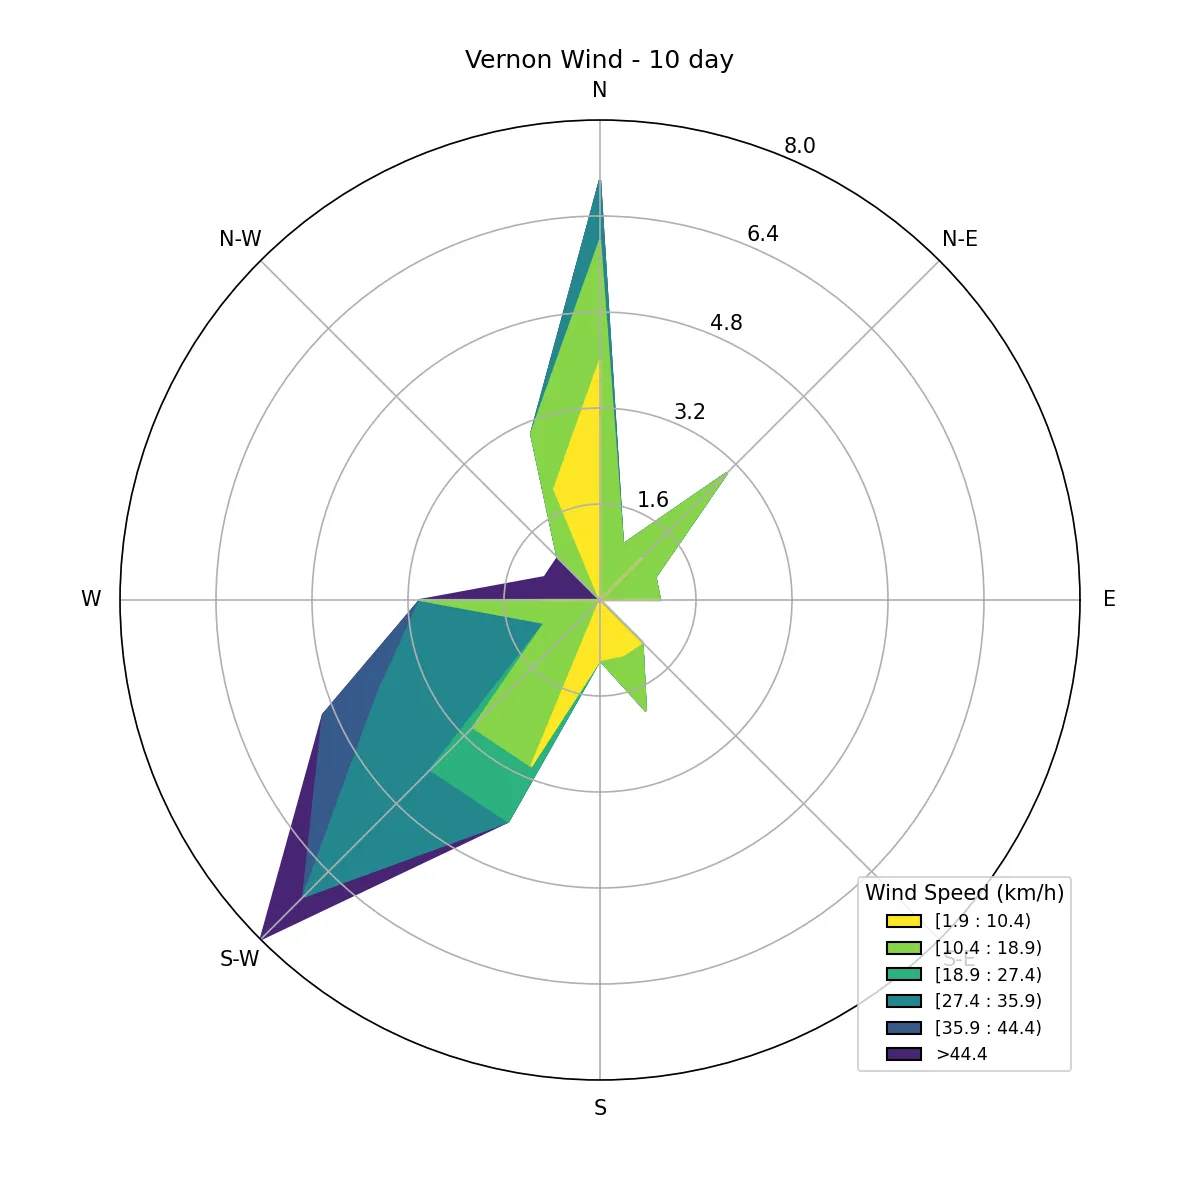 Vernon Wind - 10 day
N
8.0
6.4
N-W
N-E
4.8
3.2
1.6
W
E
S-W
S-E
S
Wind Speed (km/h)
[1.9 : 10.4)
[10.4 : 18.9)
[18.9 : 27.4)
[27.4 : 35.9)
[35.9 : 44.4)
>44.4